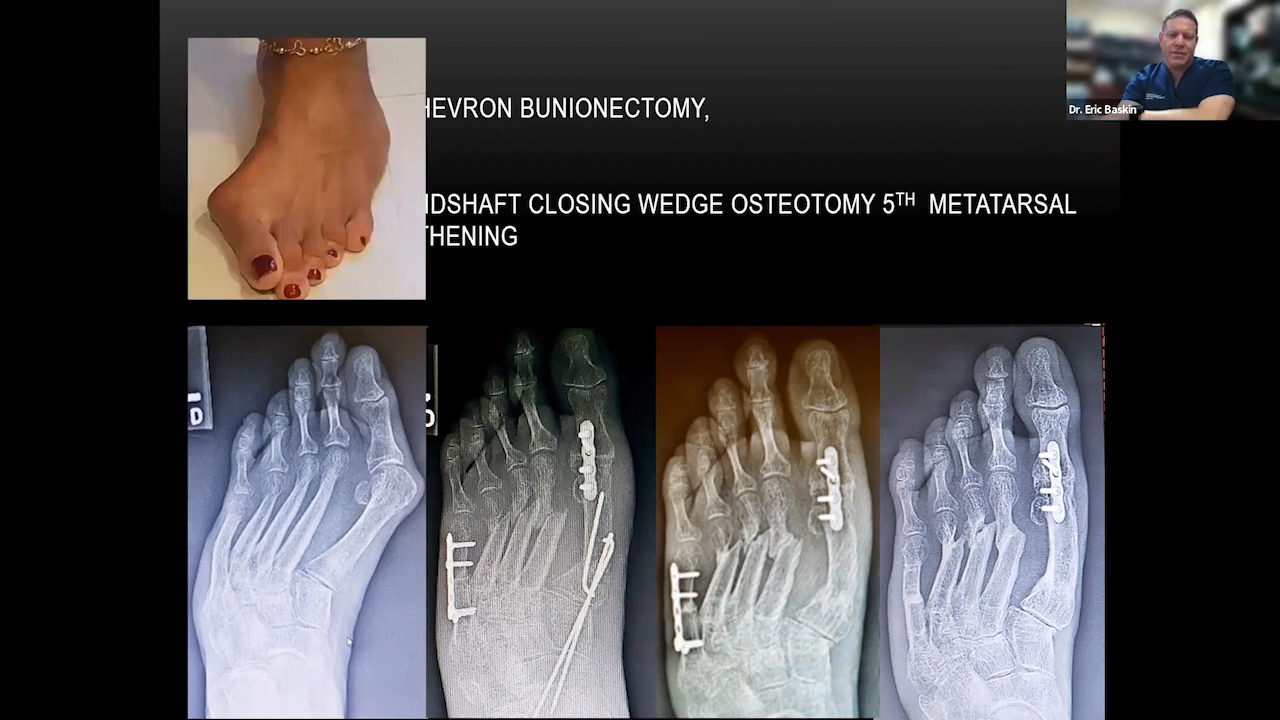 HEVRON BUNIONECTOMY,
Dr. Eric Baskin
IDSHAFT CLOSING WEDGE OSTEOTOMY 5TH METATARSAL
THENING
D
D